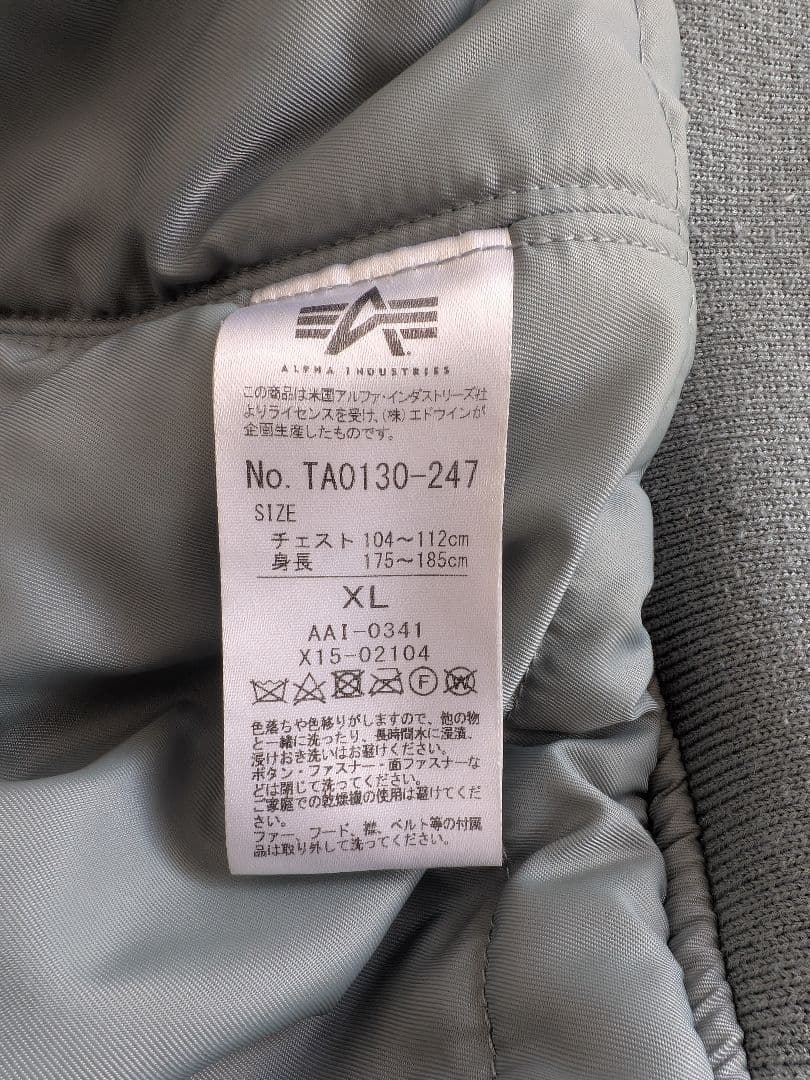 ALPHA INDUSTRIES
この商品は米国アルファ・インダストリーズ社
よりライセンスを受け、(株)エドウインが
企画生産したものです。
No. TA0130-247
SIZE
チェスト 104～112cm
身長 175～185cm
XL
AAI-0341
X15-02104
F W
色落ちや色移りがしますので、他の物
と一緒に洗ったり、長時間水に浸漬、
浸けおき洗いはお避けください。
ボタン・ファスナー・面ファスナーな
どは閉じて洗ってください。
ご家庭での乾燥機の使用は避けてくだ
さい。
ファー、フード、襟、ベルト等の付属
品は取り外して洗ってください。